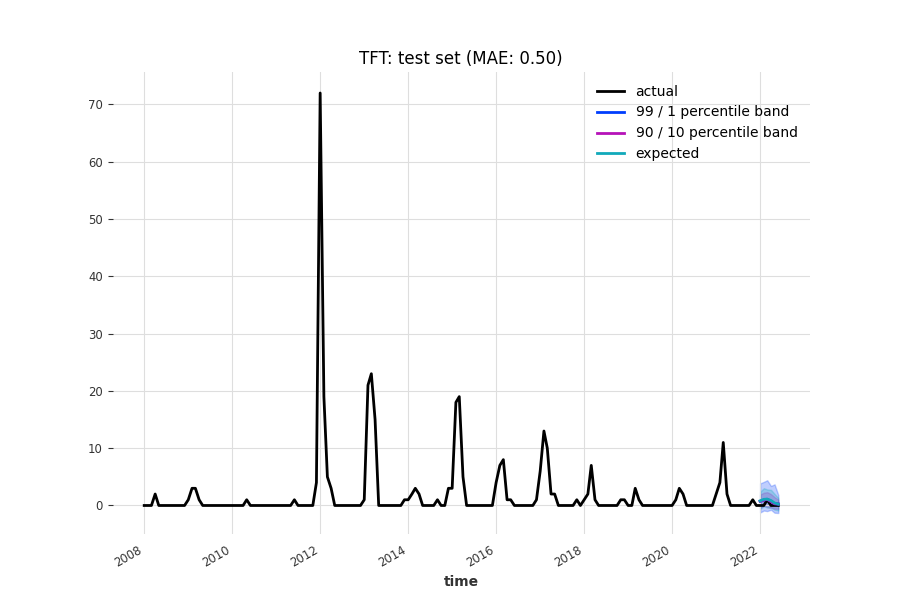 TFT: test set (MAE: 0.50)
actual
99 / 1 percentile band
90 / 10 percentile band
expected
70
60
50
40
30
20
10
0
2008
2010
2012
2014
2016
2018
2020
2022
time